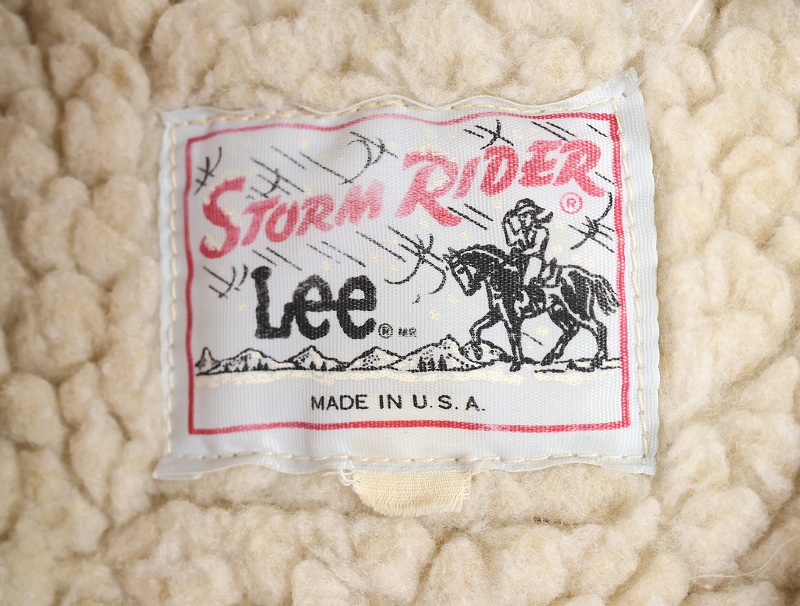 STORM RIDER ®
Lee ® MR
MADE IN U.S.A.